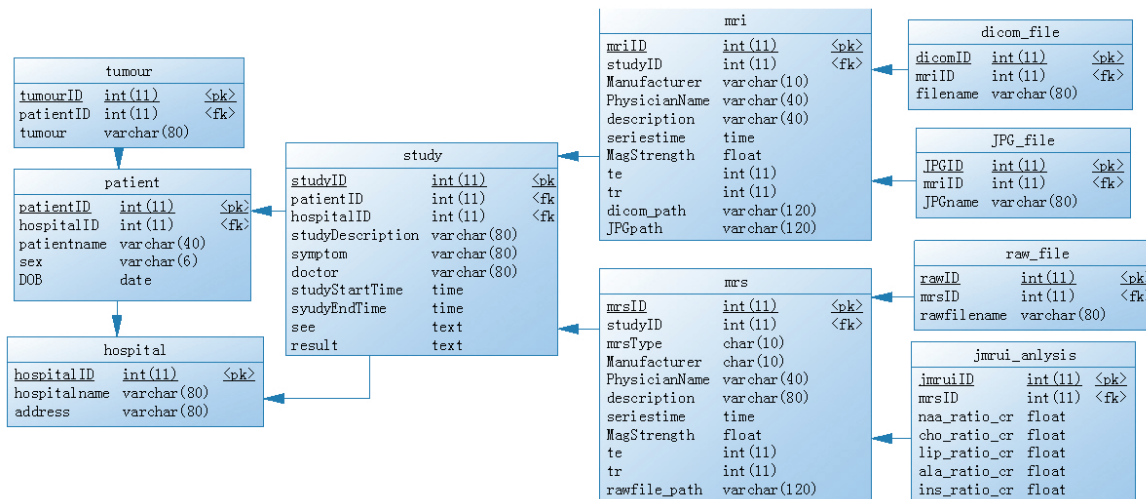 tumour
tumourID int(11) <pk>
patientID int(11) <fk>
tumour varchar(80)
patient
patientID int(11) <pk>
hospitalID int(11) <fk>
patientname varchar(40)
sex varchar(6)
DOB date
hospital
hospitalID int(11) <pk>
hospitalname varchar(80)
address varchar(80)
study
studyID int(11) <pk
patientID int(11) <fk
hospitalID int(11) <fk
studyDescription varchar(80)
symptom varchar(80)
doctor varchar(80)
studyStartTime time
syudyEndTime time
see text
result text
mri
mriID int(11) <pk>
studyID int(11) <fk>
Manufacturer varchar(10)
PhysicianName varchar(40)
description varchar(40)
seriestime time
MagStrength float
te int(11)
tr int(11)
dicom_path varchar(120)
JPGpath varchar(120)
mrs
mrsID int(11) <pk>
studyID int(11) <fk>
mrsType char(10)
Manufacturer char(10)
PhysicianName varchar(40)
description varchar(80)
seriestime time
MagStrength float
te int(11)
tr int(11)
rawfile_path varchar(120)
dicom_file
dicomID int(11) <pk>
mriID int(11) <fk>
filename varchar(80)
JPG_file
JPGID int(11) <pk>
mriID int(11) <fk>
JPGname varchar(80)
raw_file
rawID int(11) <pk>
mrsID int(11) <fk>
rawfilename varchar(80)
jmrui_anlysis
jmruiID int(11) <pk>
mrsID int(11) <fk>
naa_ratio_cr float
cho_ratio_cr float
lip_ratio_cr float
ala_ratio_cr float
ins_ratio_cr float